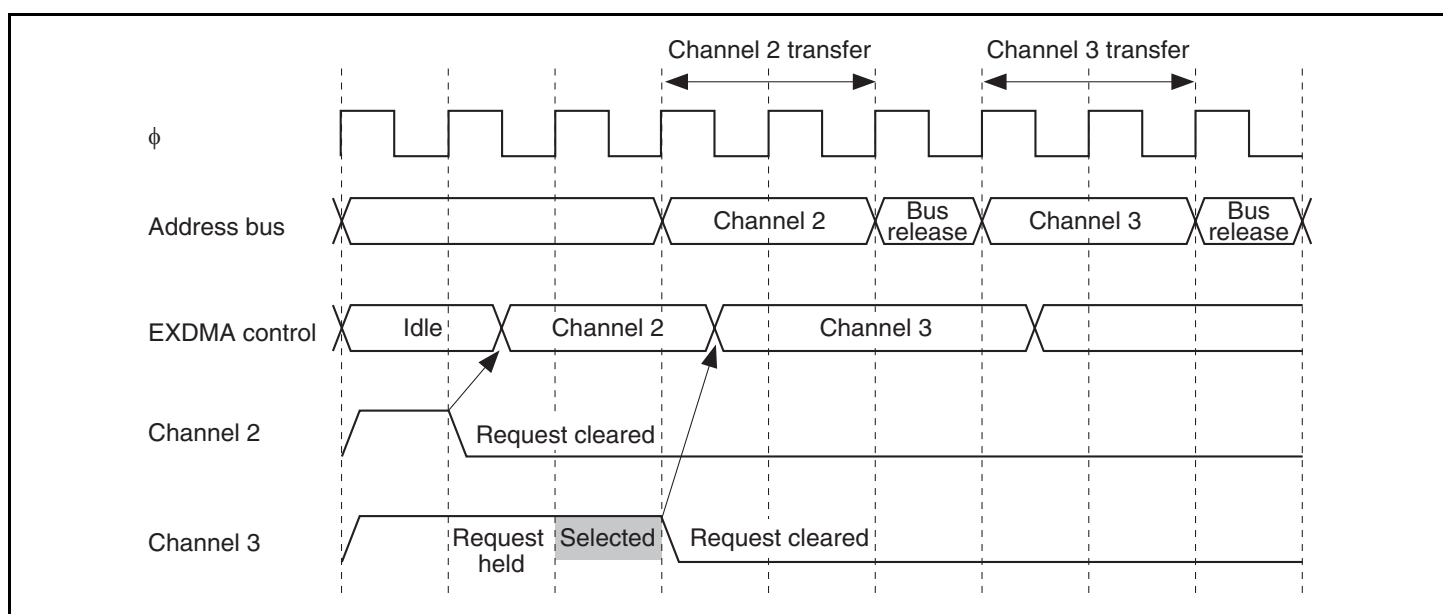 Channel 2 transfer
Channel 3 transfer
ϕ
Address bus
Channel 2
Bus
release
Channel 3
Bus
release
EXDMA control
Idle
Channel 2
Channel 3
Channel 2
Request cleared
Channel 3
Request
held
Selected
Request cleared